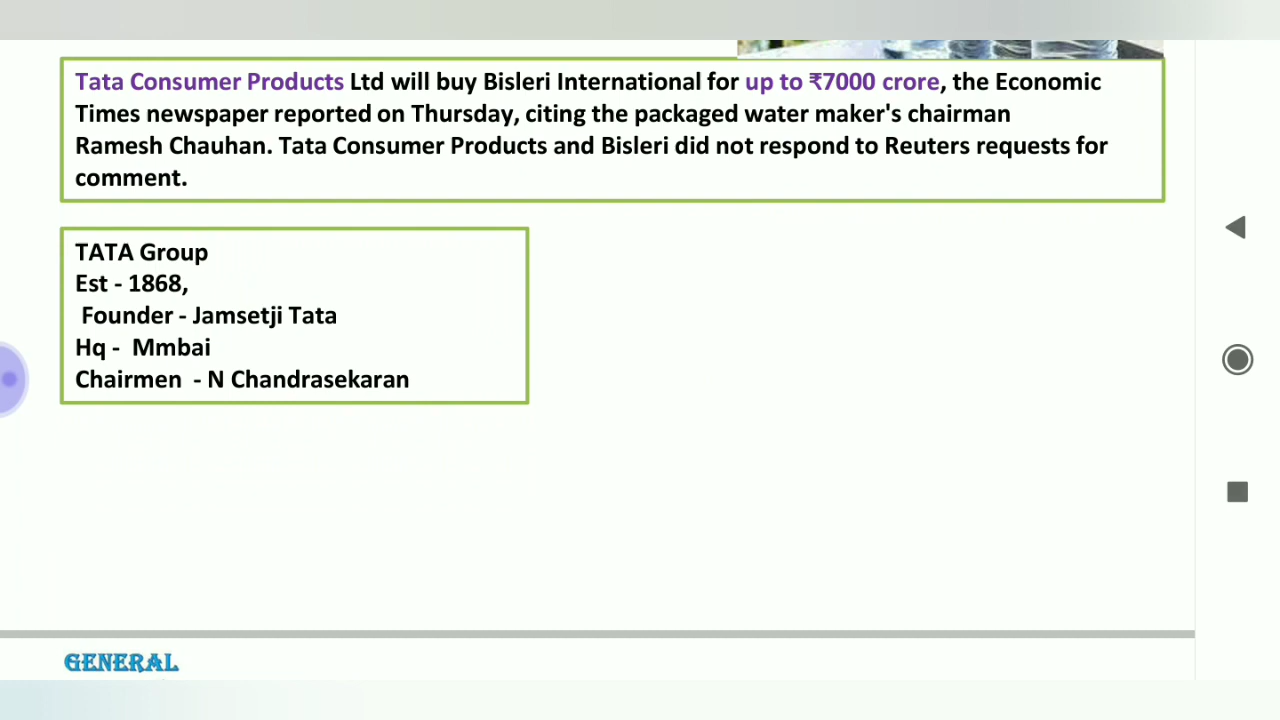 Tata Consumer Products Ltd will buy Bisleri International for up to ₹7000 crore, the Economic
Times newspaper reported on Thursday, citing the packaged water maker's chairman
Ramesh Chauhan. Tata Consumer Products and Bisleri did not respond to Reuters requests for
comment.
TATA Group
Est - 1868,
Founder - Jamsetji Tata
Hq - Mmbai
Chairmen - N Chandrasekaran
GENERAL